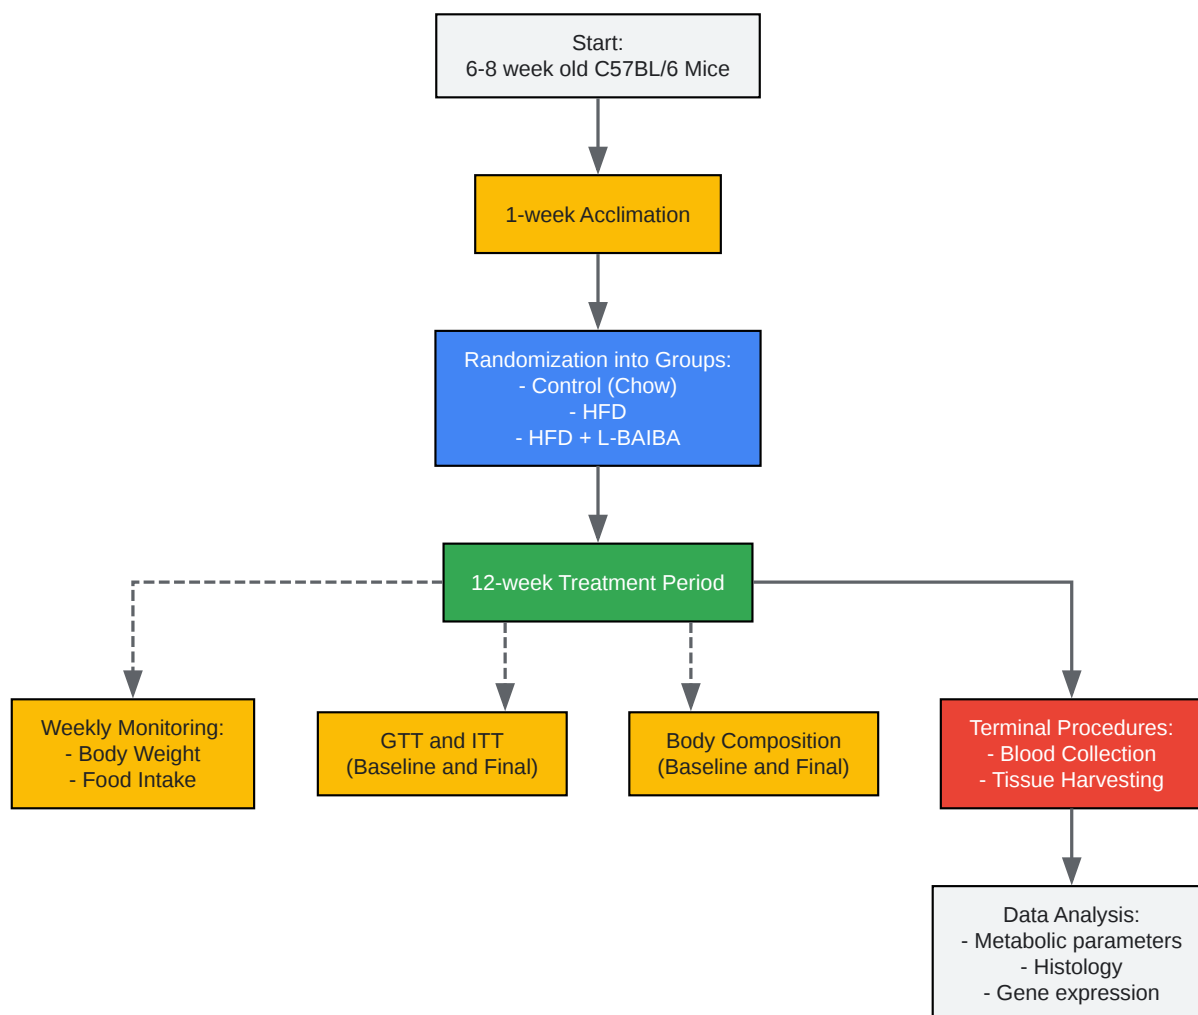 Start:
6-8 week old C57BL/6 Mice
1-week Acclimation
Randomization into Groups:
- Control (Chow)
- HFD
- HFD + L-BAIBA
12-week Treatment Period
Weekly Monitoring:
- Body Weight
- Food Intake
GTT and ITT
(Baseline and Final)
Body Composition
(Baseline and Final)
Terminal Procedures:
- Blood Collection
- Tissue Harvesting
Data Analysis:
- Metabolic parameters
- Histology
- Gene expression